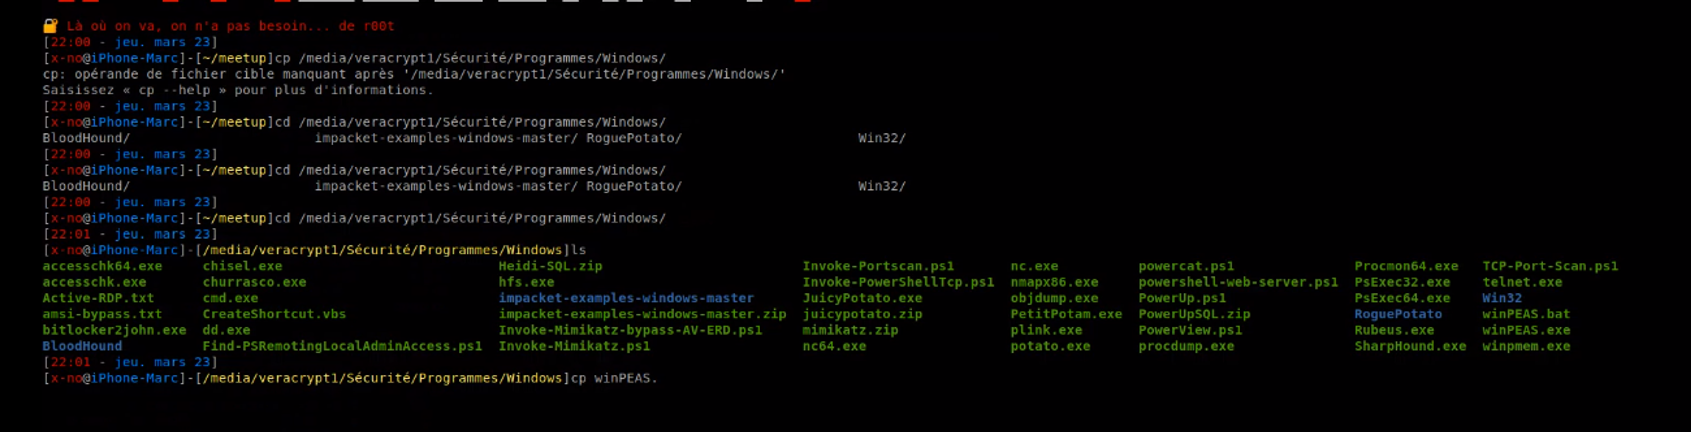 🔐 Là où on va, on n'a pas besoin... de r00t
[22:00 - jeu. mars 23]
[x-no@iPhone-Marc]-[~/meetup]cp /media/veracrypt1/Sécurité/Programmes/Windows/
cp: opérande de fichier cible manquant après '/media/veracrypt1/Sécurité/Programmes/Windows/'
Saisissez « cp --help » pour plus d'informations.
[22:00 - jeu. mars 23]
[x-no@iPhone-Marc]-[~/meetup]cd /media/veracrypt1/Sécurité/Programmes/Windows/
BloodHound/ impacket-examples-windows-master/ RoguePotato/ Win32/
[22:00 - jeu. mars 23]
[x-no@iPhone-Marc]-[~/meetup]cd /media/veracrypt1/Sécurité/Programmes/Windows/
BloodHound/ impacket-examples-windows-master/ RoguePotato/ Win32/
[22:00 - jeu. mars 23]
[x-no@iPhone-Marc]-[~/meetup]cd /media/veracrypt1/Sécurité/Programmes/Windows/
[22:01 - jeu. mars 23]
[x-no@iPhone-Marc]-[/media/veracrypt1/Sécurité/Programmes/Windows]ls
accesschk64.exe chisel.exe Heidi-SQL.zip Invoke-Portscan.ps1 nc.exe powercat.ps1 Procmon64.exe TCP-Port-Scan.ps1
accesschk.exe churrasco.exe hfs.exe Invoke-PowerShellTcp.ps1 nmapx86.exe powershell-web-server.ps1 PsExec32.exe telnet.exe
Active-RDP.txt cmd.exe impacket-examples-windows-master JuicyPotato.exe objdump.exe PowerUp.ps1 PsExec64.exe Win32
amsi-bypass.txt CreateShortcut.vbs impacket-examples-windows-master.zip juicypotato.zip PetitPotam.exe PowerUpSQL.zip RoguePotato winPEAS.bat
bitlocker2john.exe dd.exe Invoke-Mimikatz-bypass-AV-ERD.ps1 mimikatz.zip plink.exe PowerView.ps1 Rubeus.exe winPEAS.exe
BloodHound Find-PSRemotingLocalAdminAccess.ps1 Invoke-Mimikatz.ps1 nc64.exe potato.exe procdump.exe SharpHound.exe winpmem.exe
[22:01 - jeu. mars 23]
[x-no@iPhone-Marc]-[/media/veracrypt1/Sécurité/Programmes/Windows]cp winPEAS.